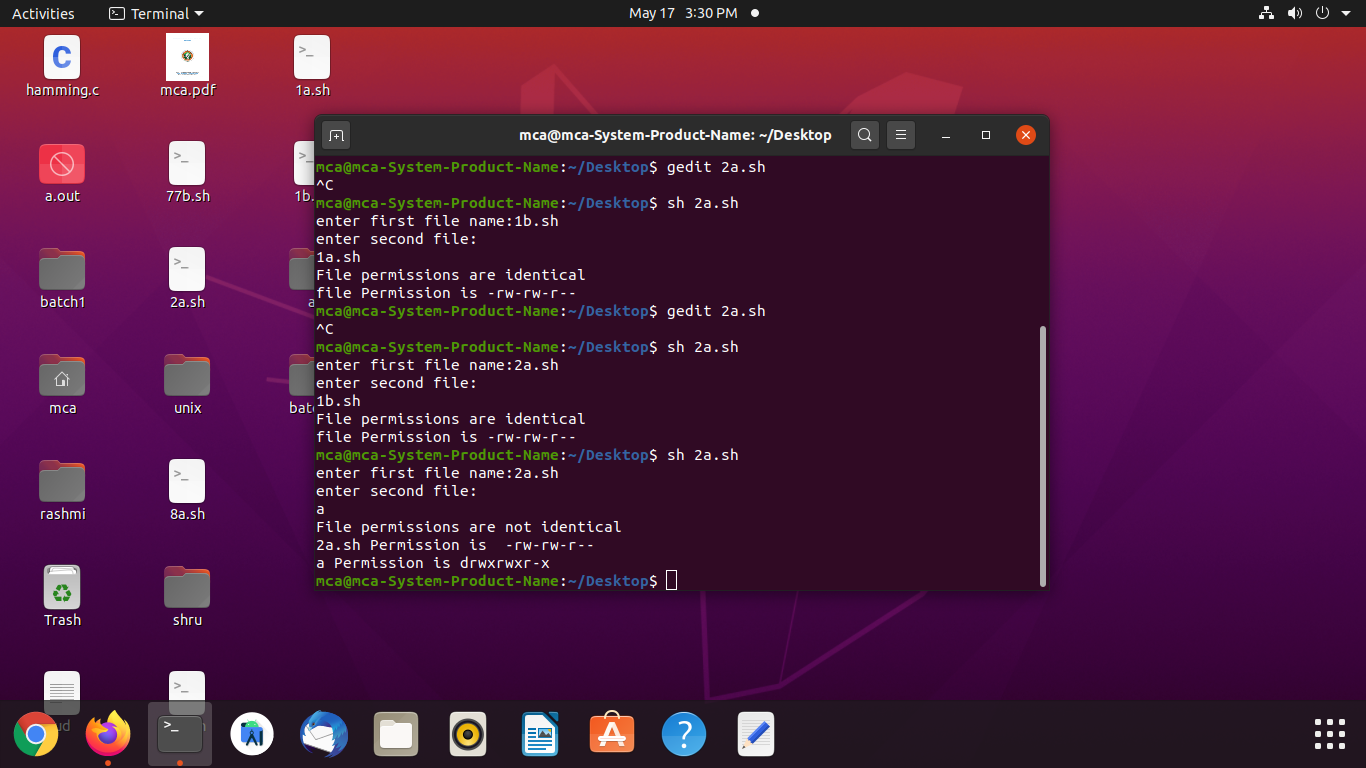 Activities
Terminal
May 17 3:30 PM
hamming.c
mca.pdf
1a.sh
a.out
77b.sh
1b.
batch1
2a.sh
a
mca
unix
bat
rashmi
8a.sh
Trash
shru
mca@mca-System-Product-Name: ~/Desktop
mca@mca-System-Product-Name:~/Desktop$ gedit 2a.sh
^C
mca@mca-System-Product-Name:~/Desktop$ sh 2a.sh
enter first file name:1b.sh
enter second file:
1a.sh
File permissions are identical
file Permission is -rw-rw-r--
mca@mca-System-Product-Name:~/Desktop$ gedit 2a.sh
^C
mca@mca-System-Product-Name:~/Desktop$ sh 2a.sh
enter first file name:2a.sh
enter second file:
1b.sh
File permissions are identical
file Permission is -rw-rw-r--
mca@mca-System-Product-Name:~/Desktop$ sh 2a.sh
enter first file name:2a.sh
enter second file:
a
File permissions are not identical
2a.sh Permission is  -rw-rw-r--
a Permission is drwxrwxr-x
mca@mca-System-Product-Name:~/Desktop$